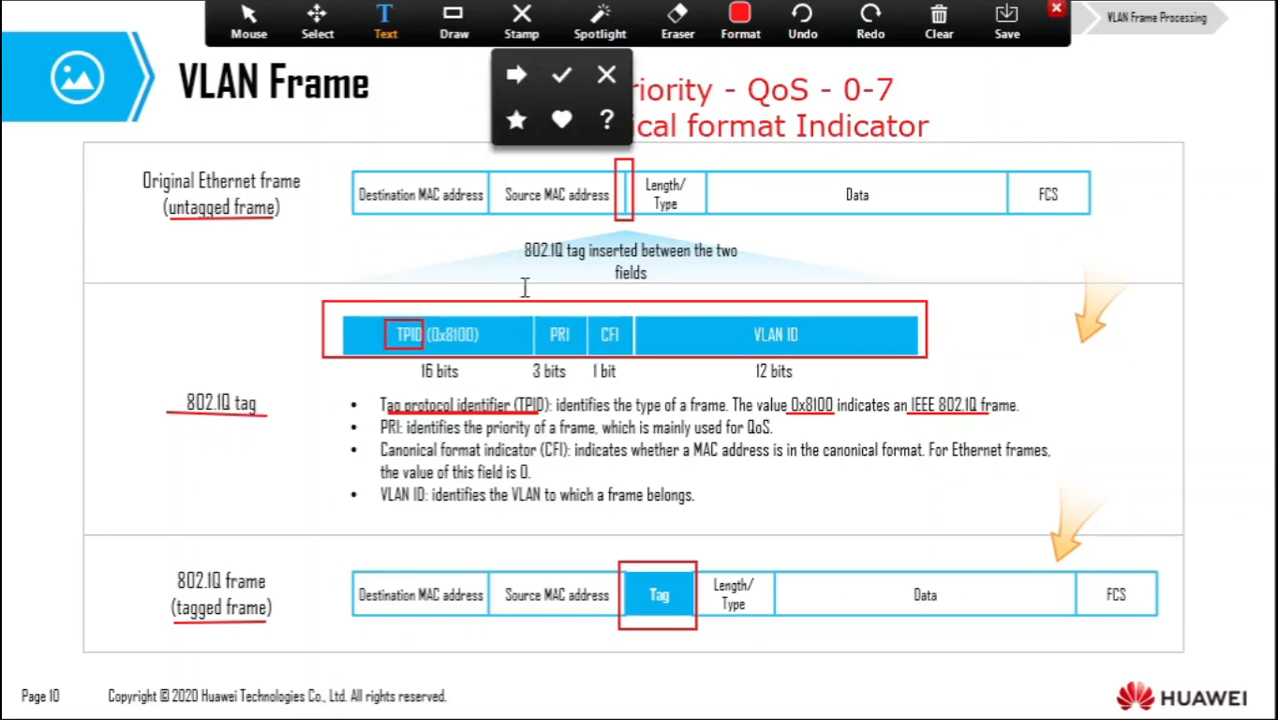 Mouse Select Text Draw Stamp Spotlight Eraser Format Undo Redo Clear Save
VLAN Frame Processing
VLAN Frame
riority - QoS - 0-7
ical format Indicator
Original Ethernet frame
(untagged frame)
Destination MAC address Source MAC address Length/
Type Data FCS
802.1Q tag inserted between the two
fields
TPID (0x8100) PRI CFI VLAN ID
16 bits 3 bits 1 bit 12 bits
802.1Q tag
• Tag protocol identifier (TPID): identifies the type of a frame. The value 0x8100 indicates an IEEE 802.1Q frame.
• PRI: identifies the priority of a frame, which is mainly used for QoS.
• Canonical format indicator (CFI): indicates whether a MAC address is in the canonical format. For Ethernet frames,
the value of this field is 0.
• VLAN ID: identifies the VLAN to which a frame belongs.
802.1Q frame
(tagged frame)
Destination MAC address Source MAC address Tag Length/
Type Data FCS
Page 10 Copyright © 2020 Huawei Technologies Co., Ltd. All rights reserved.
HUAWEI